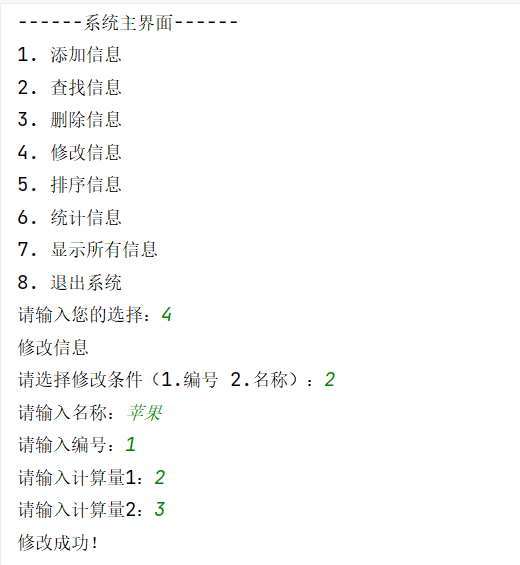 ------系统主界面------
1. 添加信息
2. 查找信息
3. 删除信息
4. 修改信息
5. 排序信息
6. 统计信息
7. 显示所有信息
8. 退出系统
请输入您的选择：4
修改信息
请选择修改条件（1.编号 2.名称）：2
请输入名称：苹果
请输入编号：1
请输入计算量1：2
请输入计算量2：3
修改成功！